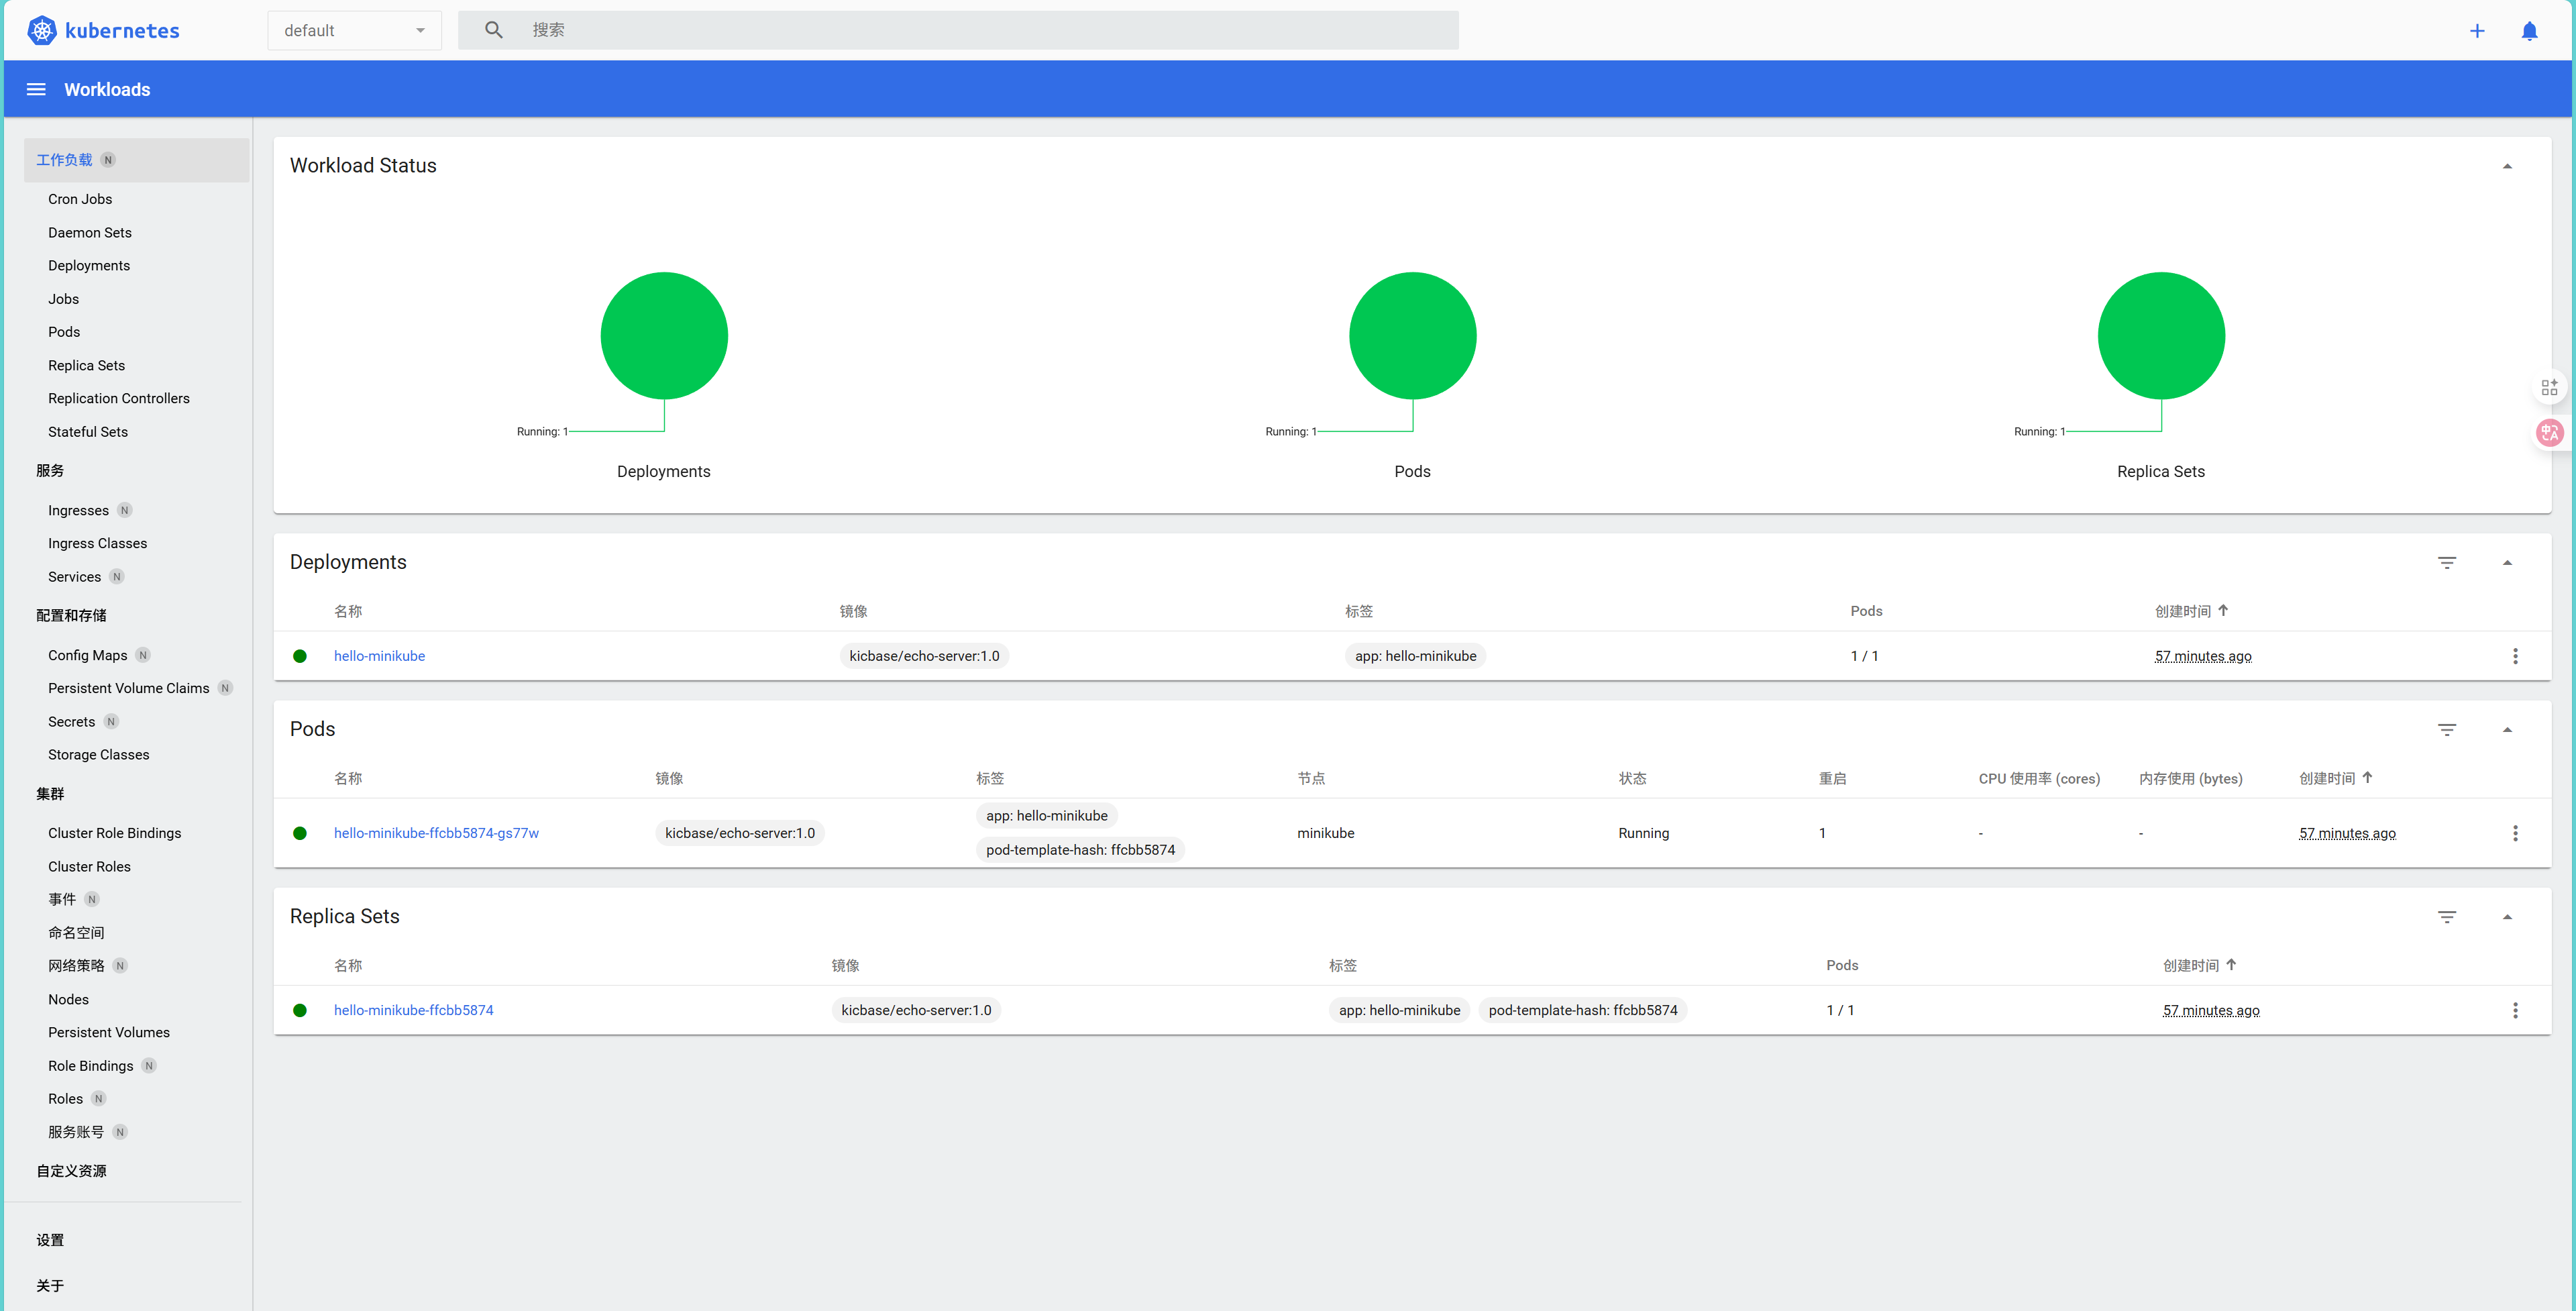 kubernetes
default
搜索
Workloads
工作负载 N
Cron Jobs
Daemon Sets
Deployments
Jobs
Pods
Replica Sets
Replication Controllers
Stateful Sets
服务
Ingresses N
Ingress Classes
Services N
配置和存储
Config Maps N
Persistent Volume Claims N
Secrets N
Storage Classes
集群
Cluster Role Bindings
Cluster Roles
事件 N
命名空间
网络策略 N
Nodes
Persistent Volumes
Role Bindings N
Roles N
服务账号 N
自定义资源
设置
关于
Workload Status
Running: 1
Deployments
Running: 1
Pods
Running: 1
Replica Sets
Deployments
名称 镜像 标签 Pods 创建时间
hello-minikube kicbase/echo-server:1.0 app: hello-minikube 1 / 1 57 minutes ago
Pods
名称 镜像 标签 节点 状态 重启 CPU 使用率 (cores) 内存使用 (bytes) 创建时间
hello-minikube-ffcbb5874-gs77w kicbase/echo-server:1.0 app: hello-minikube pod-template-hash: ffcbb5874 minikube Running 1 - - 57 minutes ago
Replica Sets
名称 镜像 标签 Pods 创建时间
hello-minikube-ffcbb5874 kicbase/echo-server:1.0 app: hello-minikube pod-template-hash: ffcbb5874 1 / 1 57 minutes ago